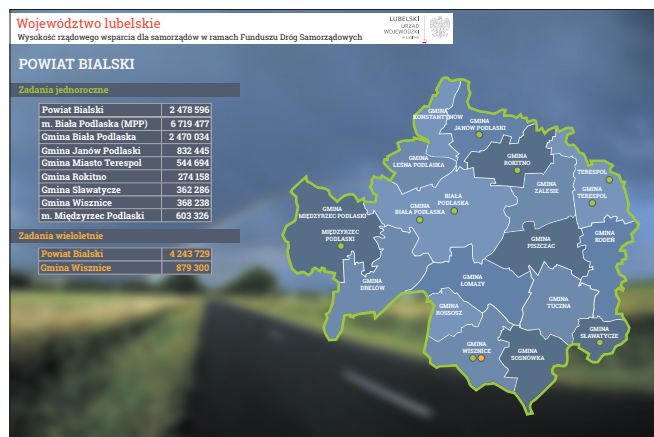 Województwo lubelskie
Wysokość rządowego wsparcia dla samorządów w ramach Funduszu Dróg Samorządowych
LUBELSKI
URZĄD
WOJEWÓDZKI
w Lublinie
POWIAT BIALSKI
Zadania jednoroczne
Powiat Bialski 2 478 596
m. Biała Podlaska (MPP) 6 719 477
Gmina Biała Podlaska 2 470 034
Gmina Janów Podlaski 832 445
Gmina Miasto Terespol 544 694
Gmina Rokitno 274 158
Gmina Sławatycze 362 286
Gmina Wisznice 368 238
m. Międzyrzec Podlaski 603 326
Zadania wieloletnie
Powiat Bialski 4 243 729
Gmina Wisznice 879 300
GMINA
KONSTANTYNÓW
GMINA
JANÓW PODLASKI
GMINA
LEŚNA PODLASKA
GMINA
ROKITNO
GMINA
ZALESIE
TERESPOL
GMINA
TERESPOL
GMINA
MIĘDZYRZEC PODLASKI
MIĘDZYRZEC
PODLASKI
GMINA
BIAŁA PODLASKA
BIAŁA
PODLASKA
GMINA
PISZCZAC
GMINA
KODEŃ
GMINA
DRELÓW
GMINA
ŁOMAZY
GMINA
ROSSOSZ
GMINA
TUCZNA
GMINA
WISZNICE
GMINA
SOSNÓWKA
GMINA
SŁAWATYCZE